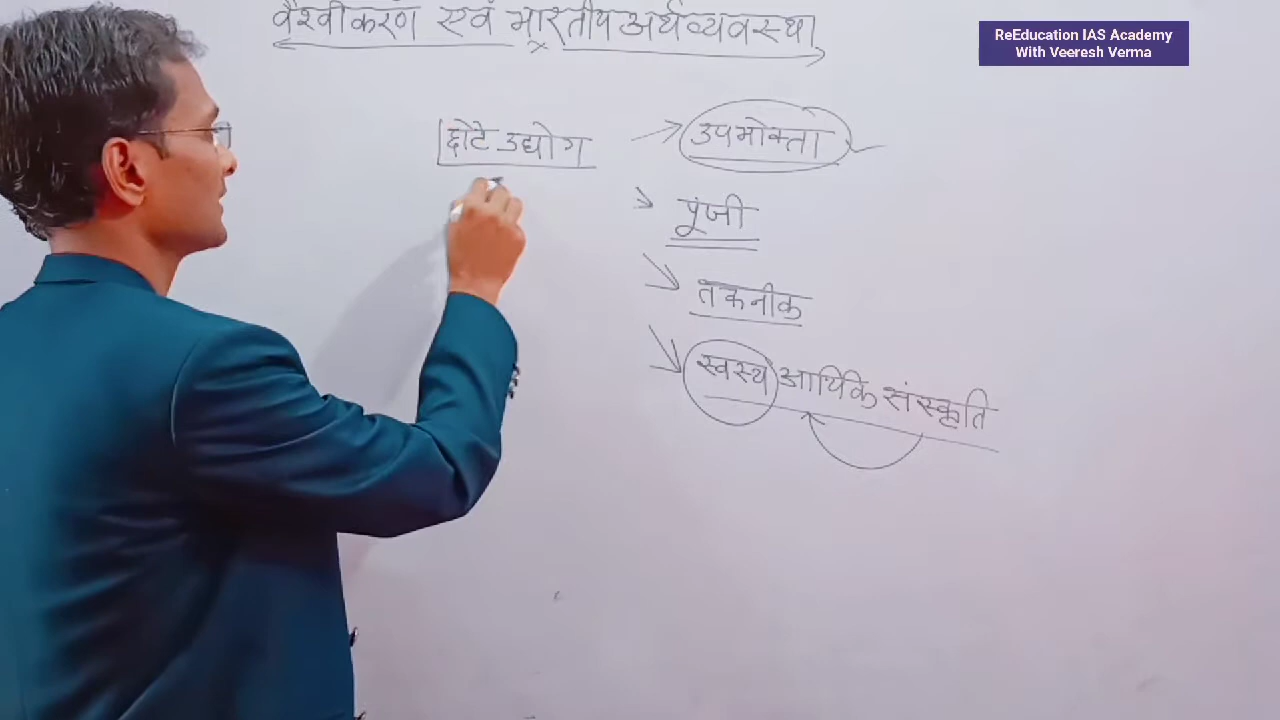 वैश्वीकरण एवं भारतीय अर्थव्यवस्था
ReEducation IAS Academy
With Veeresh Verma
छोटे उद्योग
उपभोक्ता
पूंजी
तकनीक
स्वस्थ आर्थिक संस्कृति